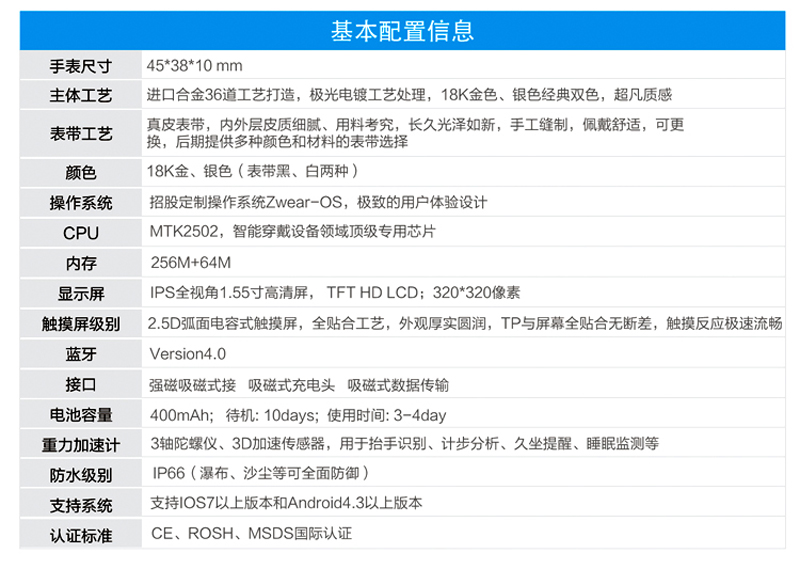 基本配置信息
手表尺寸 45*38*10 mm
主体工艺 进口合金36道工艺打造，极光电镀工艺处理，18K金色、银色经典双色，超凡质感
表带工艺 真皮表带，内外层皮质细腻、用料考究，长久光泽如新，手工缝制，佩戴舒适，可更
换，后期提供多种颜色和材料的表带选择
颜色 18K金、银色（表带黑、白两种）
操作系统 招股定制操作系统Zwear-OS，极致的用户体验设计
CPU MTK2502，智能穿戴设备领域顶级专用芯片
内存 256M+64M
显示屏 IPS全视角1.55寸高清屏， TFT HD LCD；320*320像素
触摸屏级别 2.5D弧面电容式触摸屏，全贴合工艺，外观厚实圆润，TP与屏幕全贴合无断差，触摸反应极速流畅
蓝牙 Version4.0
接口 强磁吸磁式接 吸磁式充电头 吸磁式数据传输
电池容量 400mAh；待机: 10days；使用时间: 3-4day
重力加速计 3轴陀螺仪、3D加速传感器，用于抬手识别、计步分析、久坐提醒、睡眠监测等
防水级别 IP66（瀑布、沙尘等可全面防御）
支持系统 支持IOS7以上版本和Android4.3以上版本
认证标准 CE、ROSH、MSDS国际认证